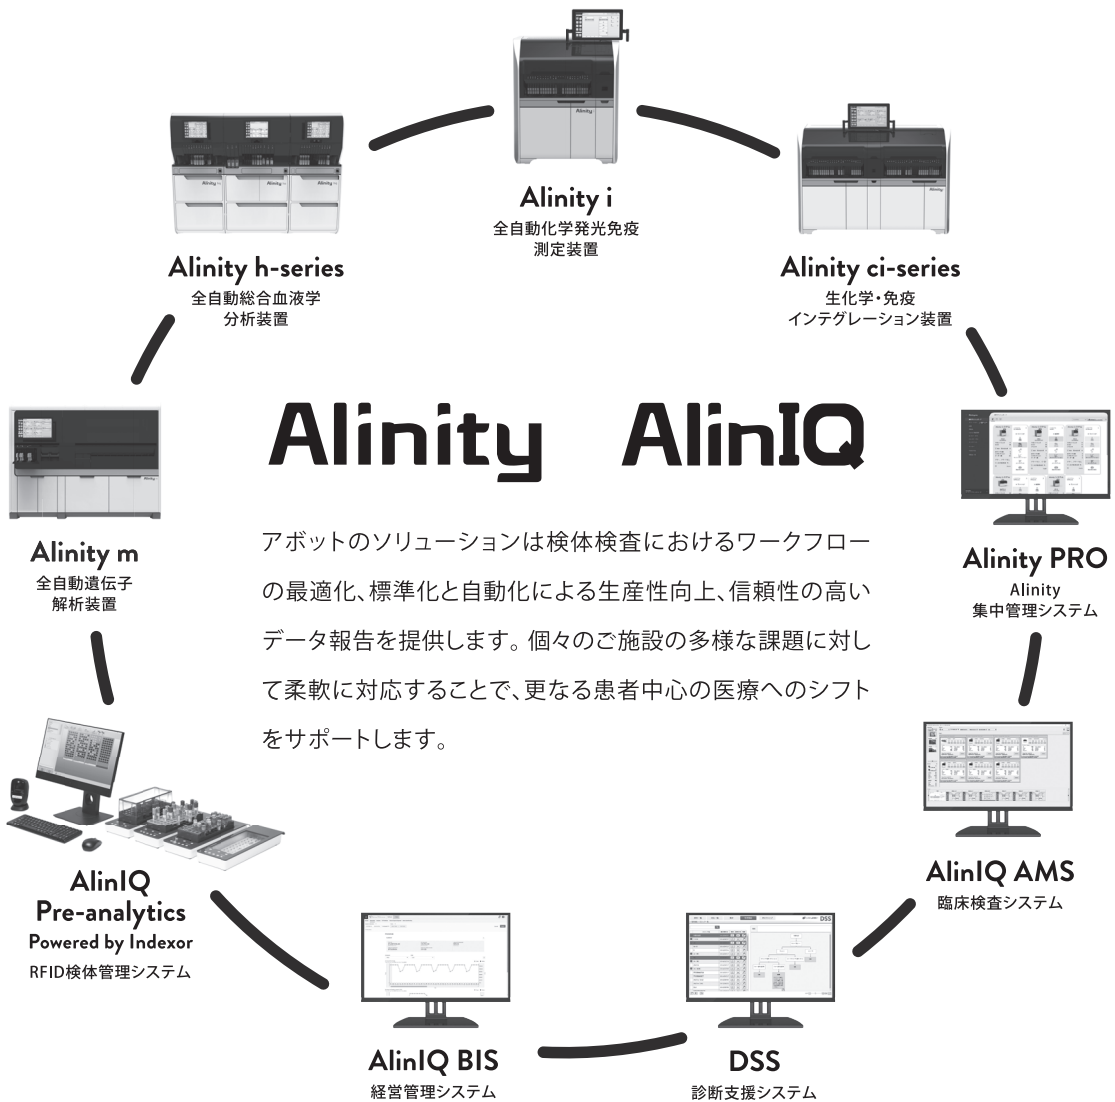 Alinity i
全自動化学発光免疫
測定装置
Alinity h-series
全自動総合血液学
分析装置
Alinity ci-series
生化学・免疫
インテグレーション装置
Alinity AlinIQ
アボットのソリューションは検体検査におけるワークフロー
の最適化、標準化と自動化による生産性向上、信頼性の高い
データ報告を提供します。個々のご施設の多様な課題に対し
て柔軟に対応することで、更なる患者中心の医療へのシフト
をサポートします。
Alinity m
全自動遺伝子
解析装置
Alinity PRO
Alinity
集中管理システム
AlinIQ
Pre-analytics
Powered by Indexor
RFID検体管理システム
AlinIQ AMS
臨床検査システム
AlinIQ BIS
経営管理システム
DSS
DSS
診断支援システム